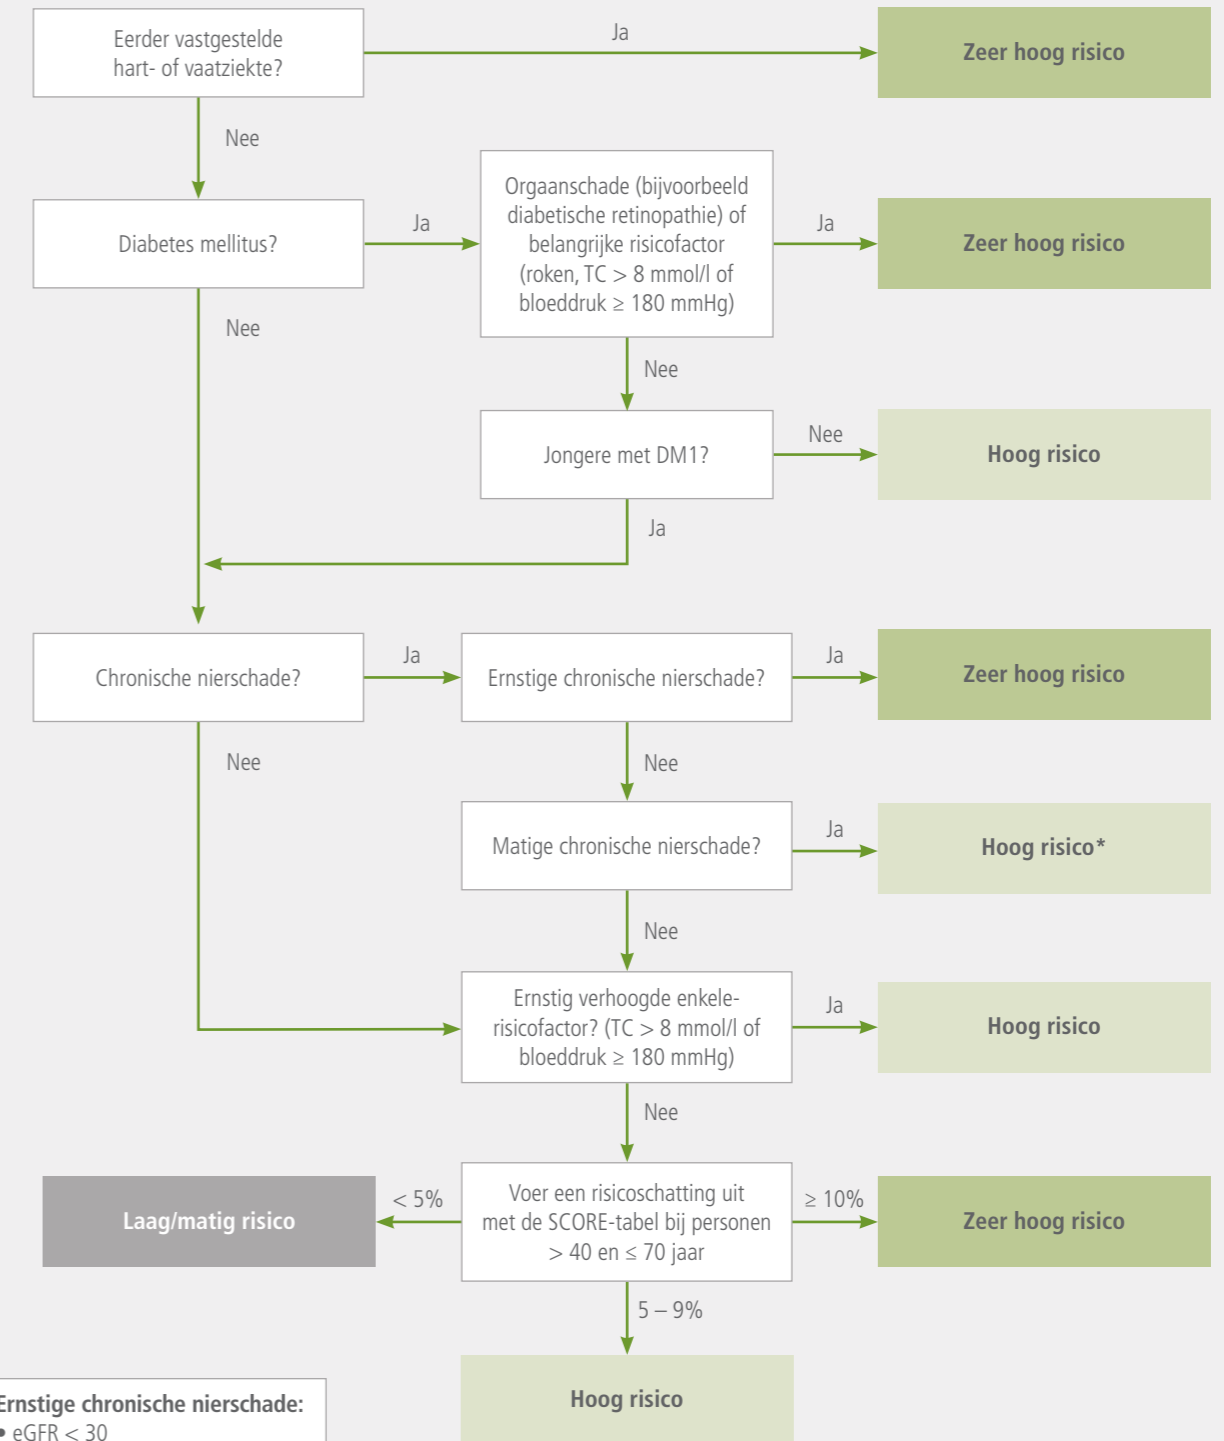 Eerder vastgestelde
hart- of vaatziekte?
Ja
Zeer hoog risico
Nee
Diabetes mellitus?
Ja
Orgaanschade (bijvoorbeeld
diabetische retinopathie) of
belangrijke risicofactor
(roken, TC > 8 mmol/l of
bloeddruk ≥ 180 mmHg)
Ja
Zeer hoog risico
Nee
Nee
Jongere met DM1?
Nee
Hoog risico
Ja
Chronische nierschade?
Ja
Ernstige chronische nierschade?
Ja
Zeer hoog risico
Nee
Nee
Matige chronische nierschade?
Ja
Hoog risico*
Nee
Ernstig verhoogde enkele-
risicofactor? (TC > 8 mmol/l of
bloeddruk ≥ 180 mmHg)
Ja
Hoog risico
Nee
Laag/matig risico
< 5%
Voer een risicoschatting uit
met de SCORE-tabel bij personen
> 40 en ≤ 70 jaar
≥ 10%
Zeer hoog risico
5 – 9%
Hoog risico
Ernstige chronische nierschade:
• eGFR < 30